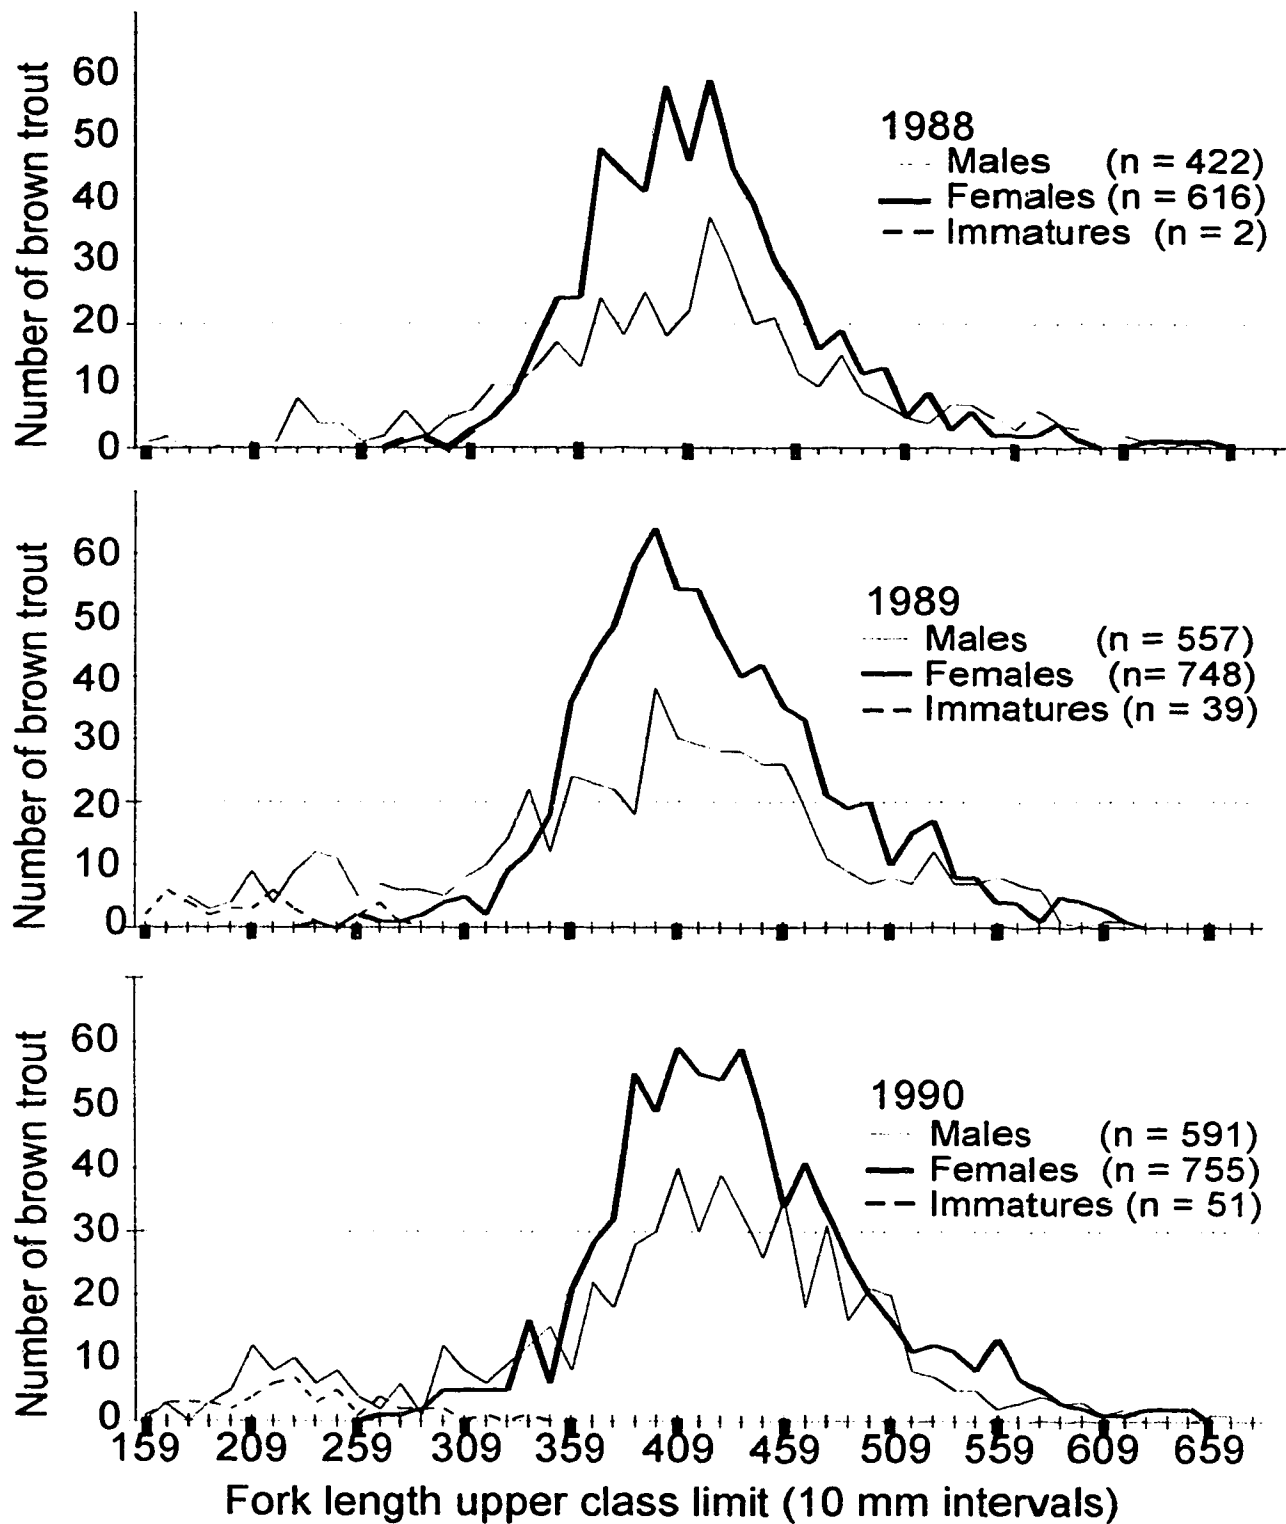 Number of brown trout
60
50
40
30
20
10
0
1988
Males (n = 422)
Females (n = 616)
Immatures (n = 2)
Number of brown trout
60
50
40
30
20
10
0
1989
Males (n = 557)
Females (n= 748)
Immatures (n = 39)
Number of brown trout
60
50
40
30
20
10
0
1990
Males (n = 591)
Females (n = 755)
Immatures (n = 51)
159 209 259 309 359 409 459 509 559 609 659
Fork length upper class limit (10 mm intervals)